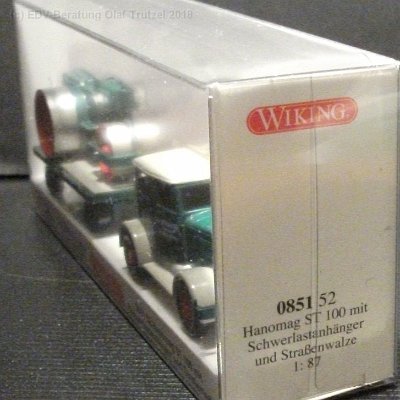 (c) EDV-Beratung Olaf Trutzel 2018
WIKING
0851 52
Hanomag ST 100 mit
Schwerlastanhänger
und Straßenwalze
1: 87